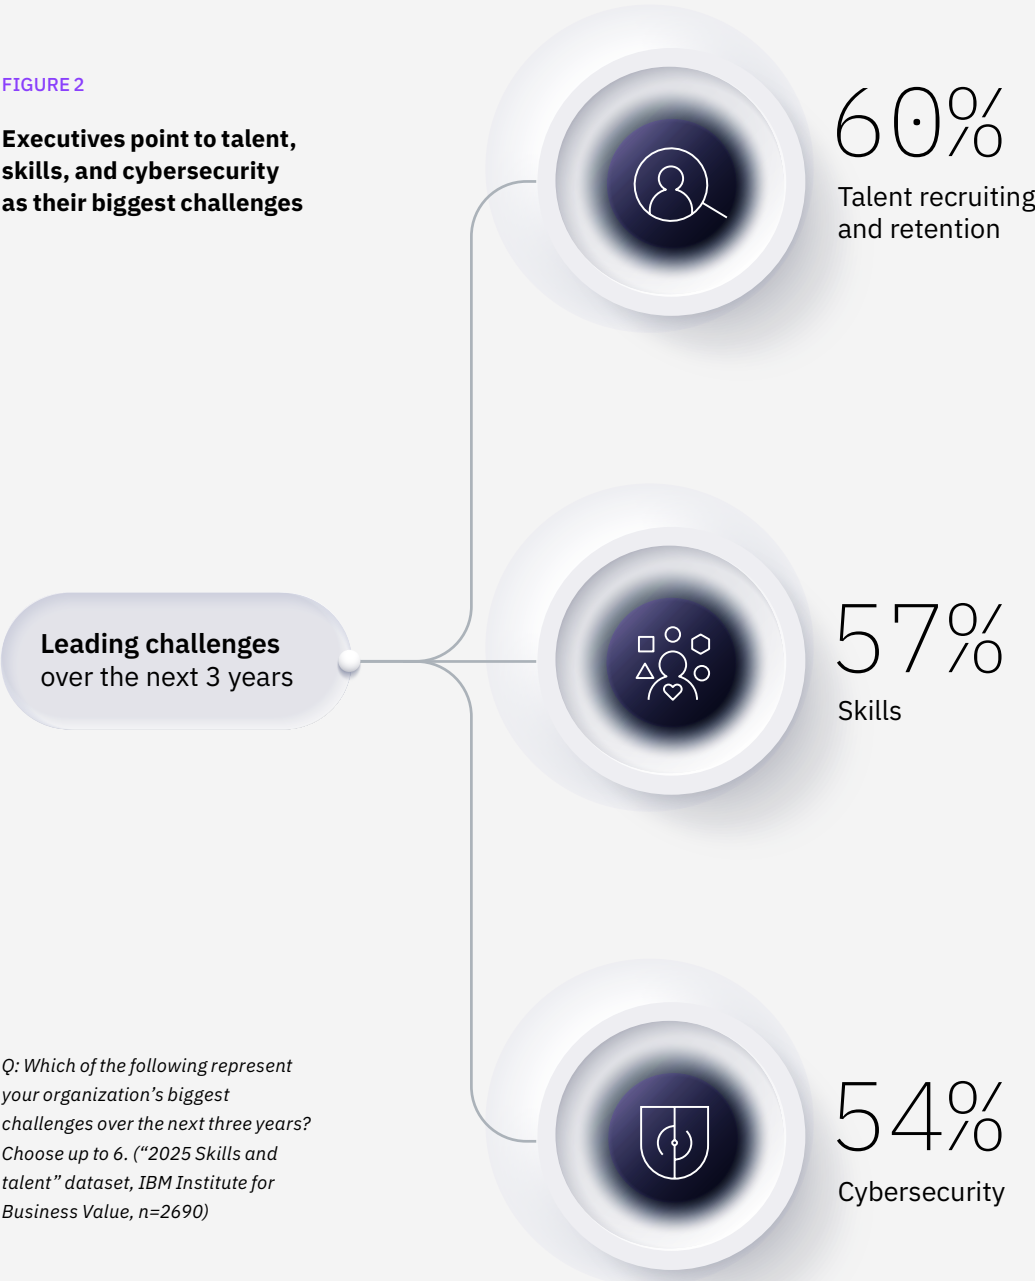 FIGURE 2
Executives point to talent,
skills, and cybersecurity
as their biggest challenges
60%
Talent recruiting
and retention
Leading challenges
over the next 3 years
57%
Skills
Q: Which of the following represent
your organization’s biggest
challenges over the next three years?
Choose up to 6. (“2025 Skills and
talent” dataset, IBM Institute for
Business Value, n=2690)
54%
Cybersecurity